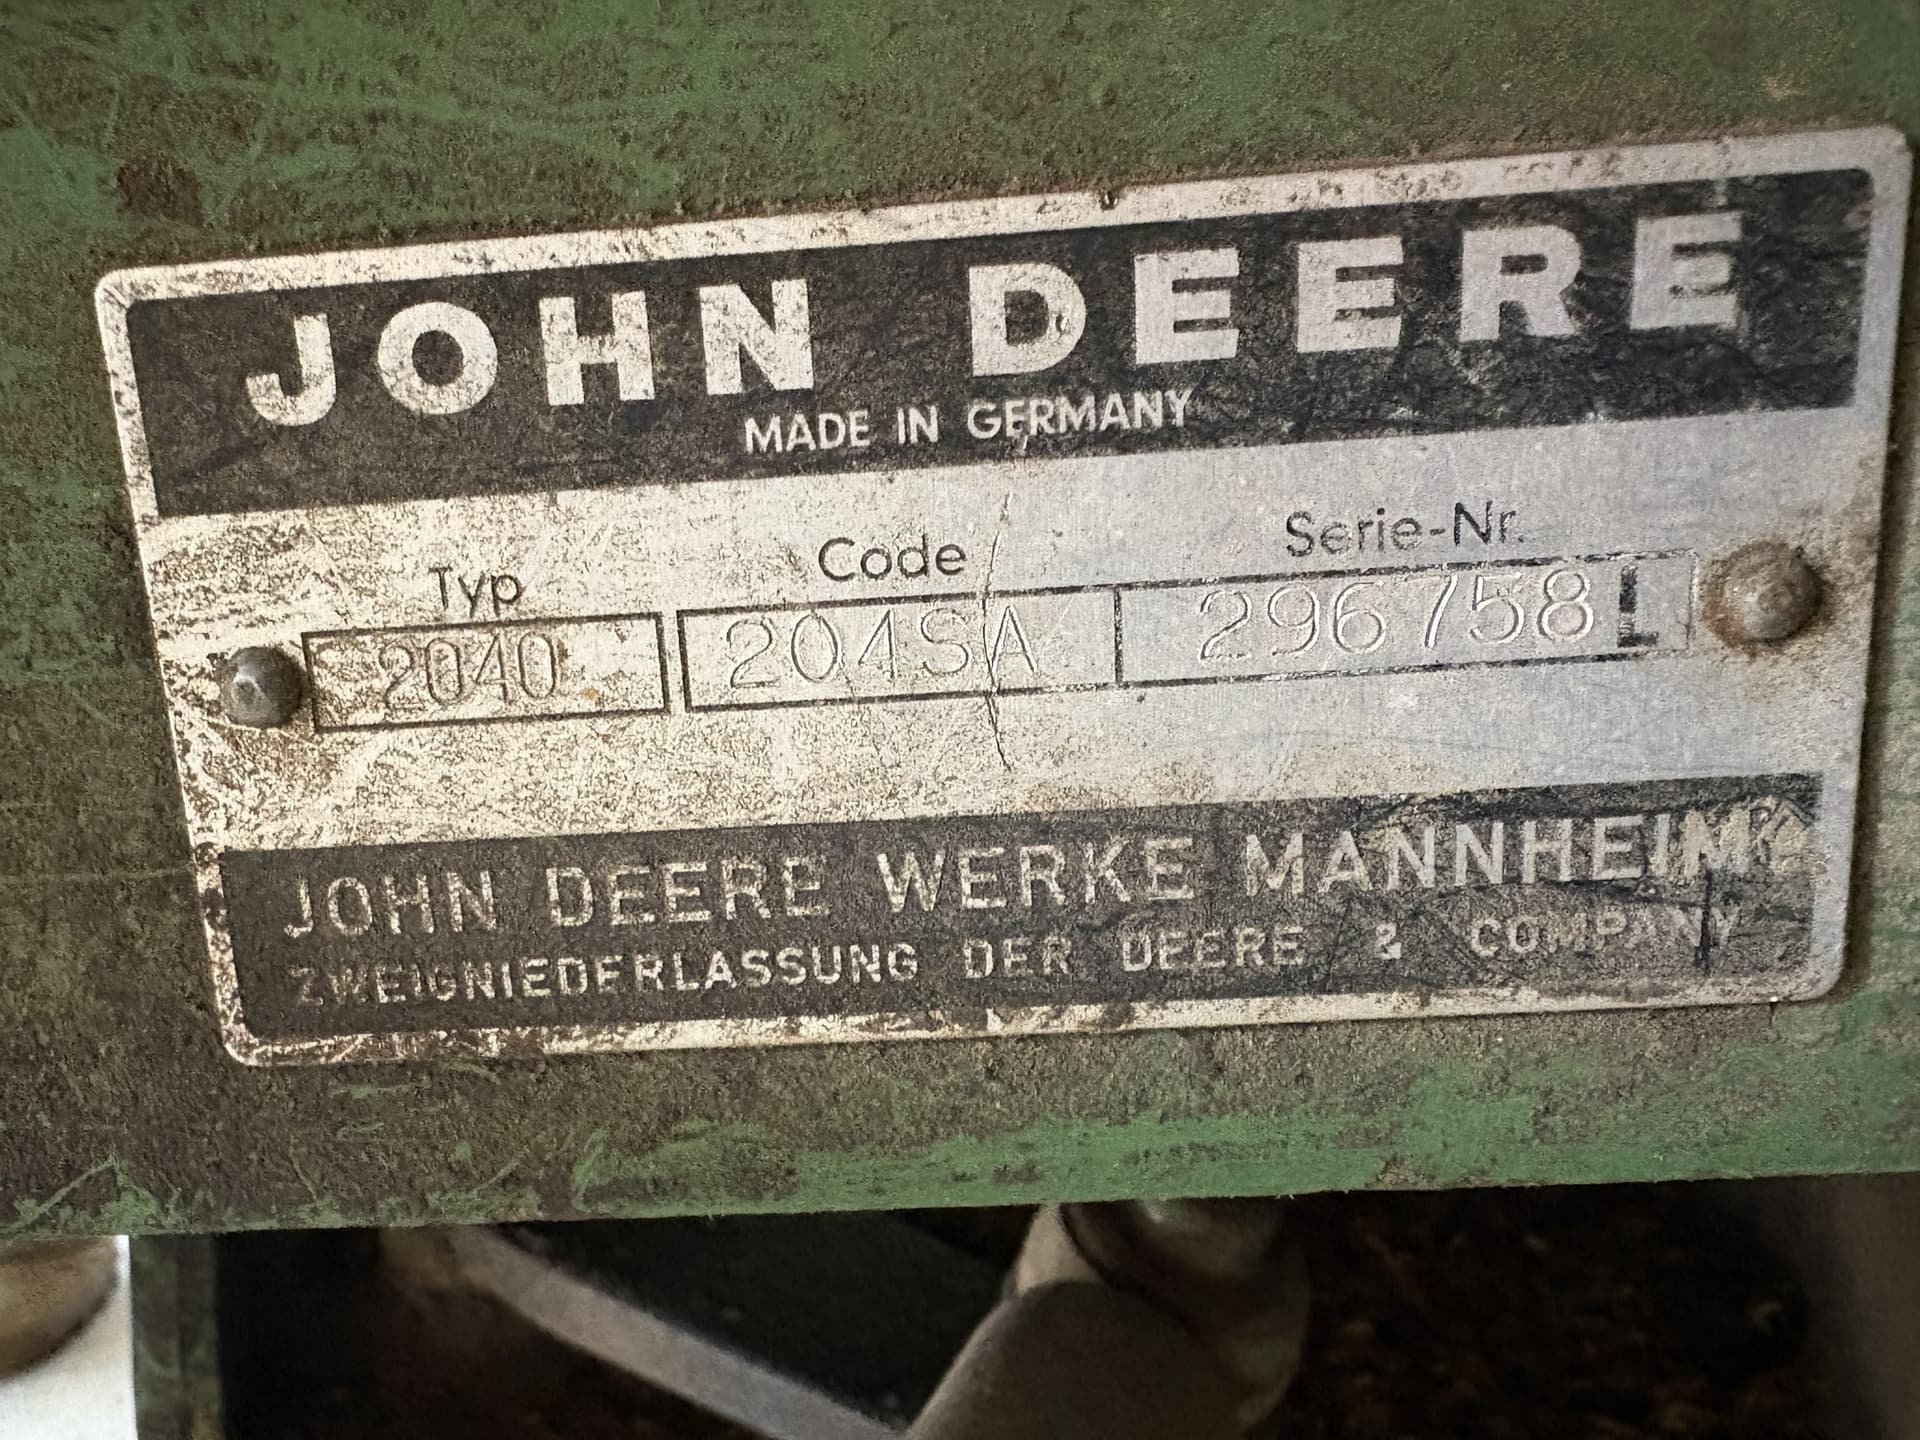 JOHN DEERE
MADE IN GERMANY
Typ Code Serie-Nr.
2040 204SA 296758L
JOHN DEERE WERKE MANNHEIM
ZWEIGNIEDERLASSUNG DER DEERE & COMPANY